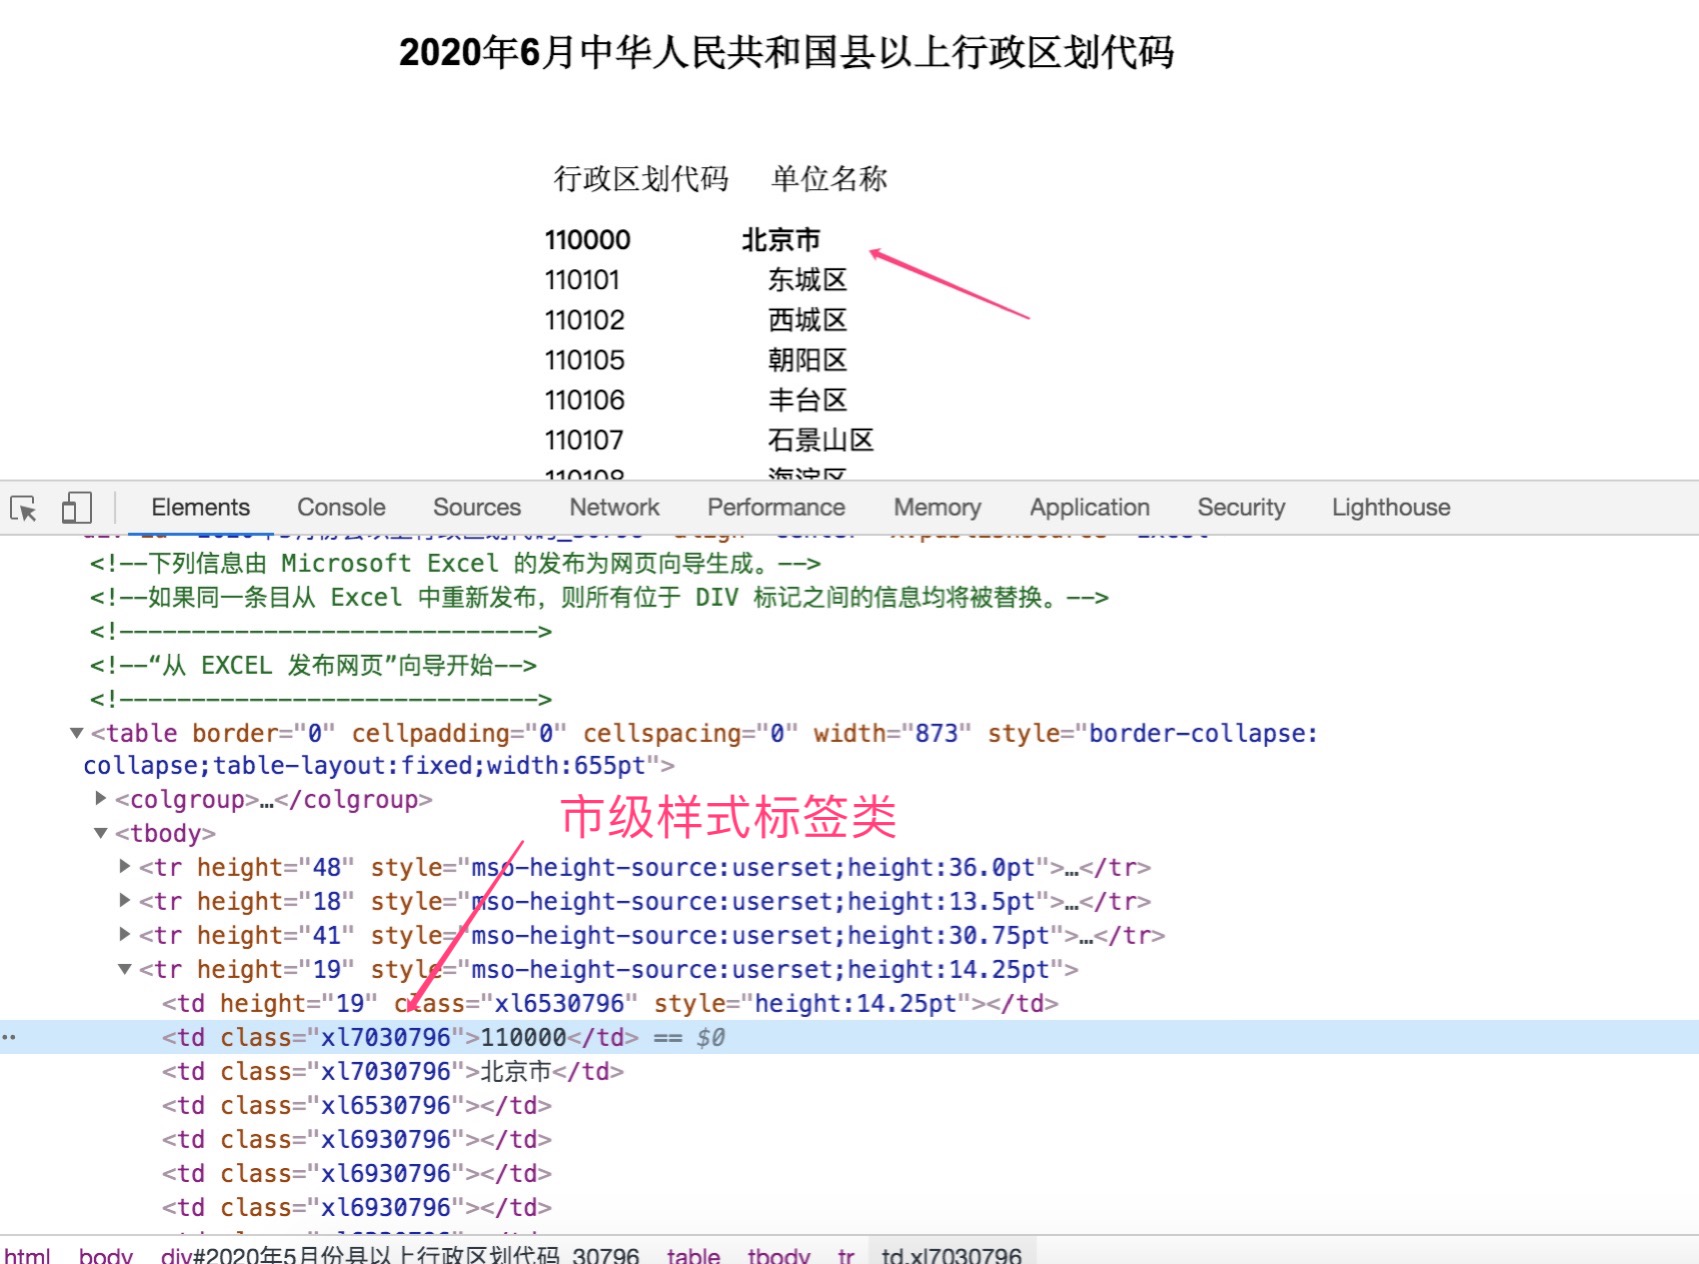 2020年6月中华人民共和国县以上行政区划代码
行政区划代码 单位名称
110000 北京市
110101 东城区
110102 西城区
110105 朝阳区
110106 丰台区
110107 石景山区
110108 海淀区
Elements Console Sources Network Performance Memory Application Security Lighthouse
<!--下列信息由 Microsoft Excel 的发布为网页向导生成。-->
<!--如果同一条目从 Excel 中重新发布，则所有位于 DIV 标记之间的信息均将被替换。-->
<!----------------------------->
<!--“从 EXCEL 发布网页”向导开始-->
<!----------------------------->
<table border="0" cellpadding="0" cellspacing="0" width="873" style="border-collapse:
collapse;table-layout:fixed;width:655pt">
<colgroup>…</colgroup>
市级样式标签类
<tbody>
<tr height="48" style="mso-height-source:userset;height:36.0pt">…</tr>
<tr height="18" style="mso-height-source:userset;height:13.5pt">…</tr>
<tr height="41" style="mso-height-source:userset;height:30.75pt">…</tr>
<tr height="19" style="mso-height-source:userset;height:14.25pt">
<td height="19" class="xl6530796" style="height:14.25pt"></td>
<td class="xl7030796">110000</td> == $0
<td class="xl7030796">北京市</td>
<td class="xl6530796"></td>
<td class="xl6930796"></td>
<td class="xl6930796"></td>
<td class="xl6930796"></td>
html body div#2020年5月份县以上行政区划代码_30796 table tbody tr td.xl7030796